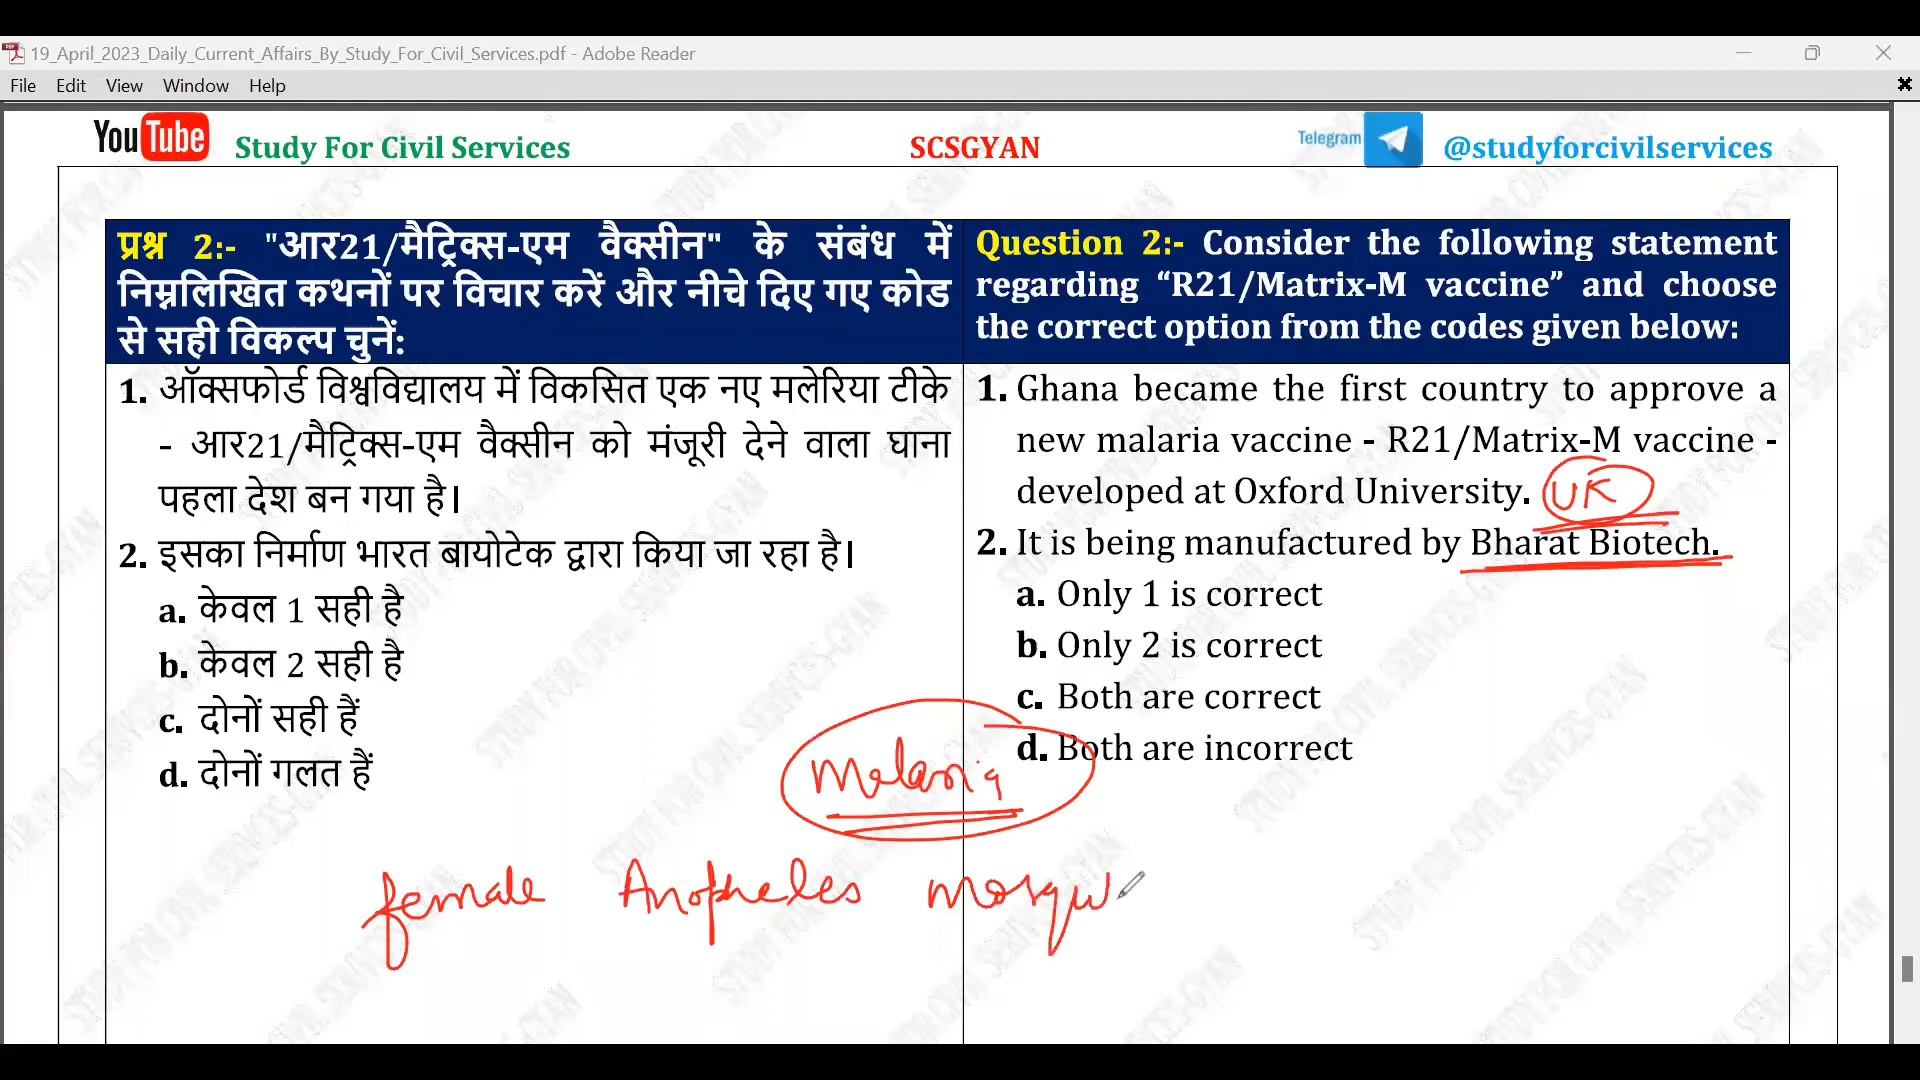 19_April_2023_Daily_Current_Affairs_By_Study_For_Civil_Services.pdf - Adobe Reader
File Edit View Window Help
YouTube Study For Civil Services SCSGYAN Telegram @studyforcivilservices
प्रश्न 2:- "आर21/मैट्रिक्स-एम वैक्सीन" के संबंध में
निम्नलिखित कथनों पर विचार करें और नीचे दिए गए कोड
से सही विकल्प चुनें:
1. ऑक्सफोर्ड विश्वविद्यालय में विकसित एक नए मलेरिया टीके
- आर21/मैट्रिक्स-एम वैक्सीन को मंजूरी देने वाला घाना
पहला देश बन गया है।
2. इसका निर्माण भारत बायोटेक द्वारा किया जा रहा है।
a. केवल 1 सही है
b. केवल 2 सही है
c. दोनों सही हैं
d. दोनों गलत हैं
Question 2:- Consider the following statement
regarding “R21/Matrix-M vaccine” and choose
the correct option from the codes given below:
1. Ghana became the first country to approve a
new malaria vaccine - R21/Matrix-M vaccine -
developed at Oxford University. UK
2. It is being manufactured by Bharat Biotech.
a. Only 1 is correct
b. Only 2 is correct
c. Both are correct
d. Both are incorrect
Melaria
female Anopheles mosqu